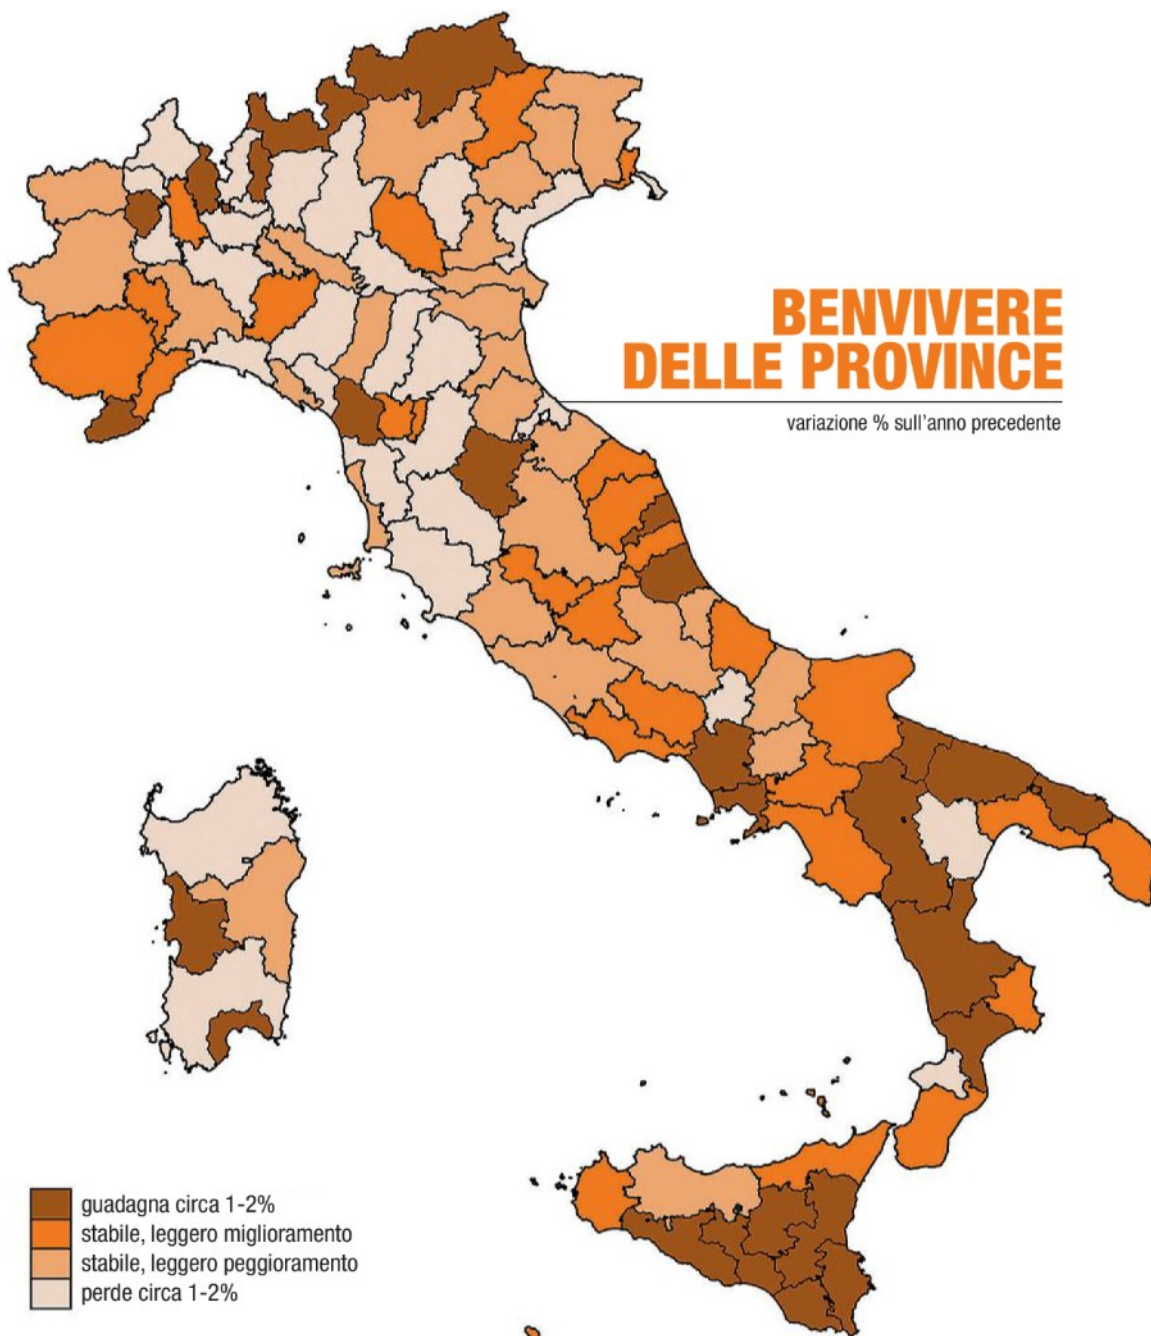 BENVIVERE
DELLE PROVINCE
variazione % sull'anno precedente
guadagna circa 1-2%
stabile, leggero miglioramento
stabile, leggero peggioramento
perde circa 1-2%